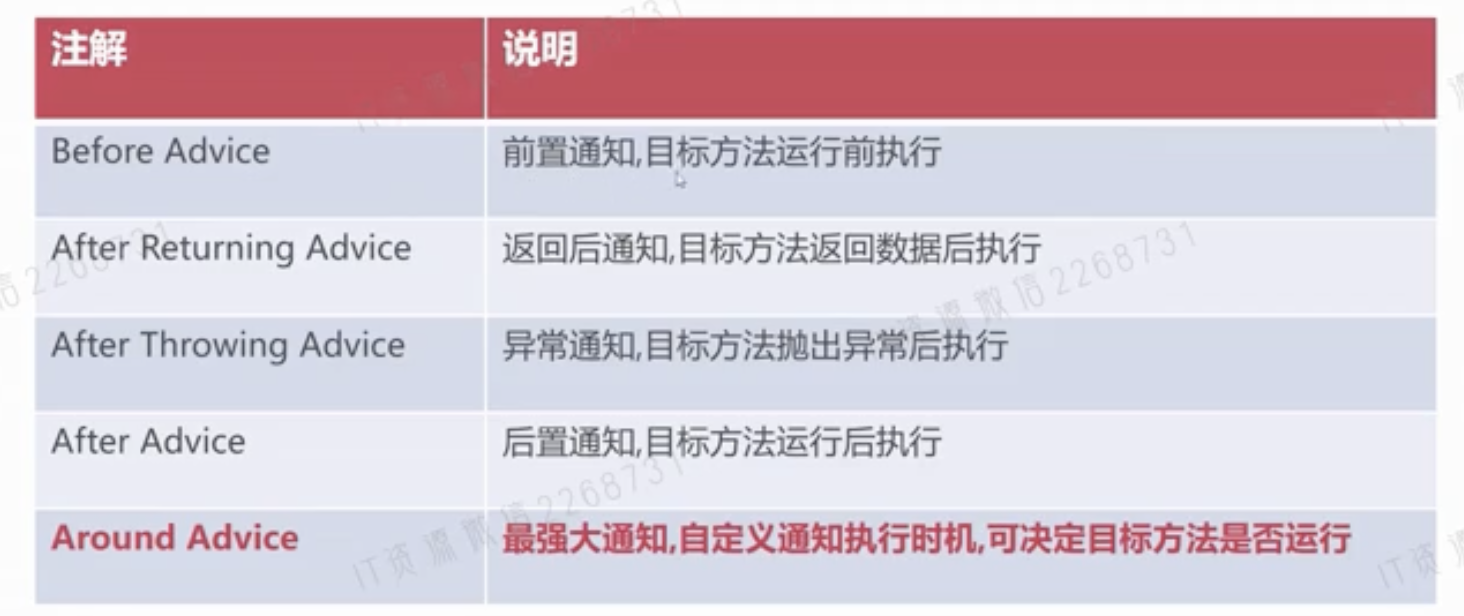 注解
说明
Before Advice
前置通知,目标方法运行前执行
After Returning Advice
返回后通知,目标方法返回数据后执行
After Throwing Advice
异常通知,目标方法抛出异常后执行
After Advice
后置通知,目标方法运行后执行
Around Advice
最强大通知,自定义通知执行时机,可决定目标方法是否运行
IT资源微信2268731